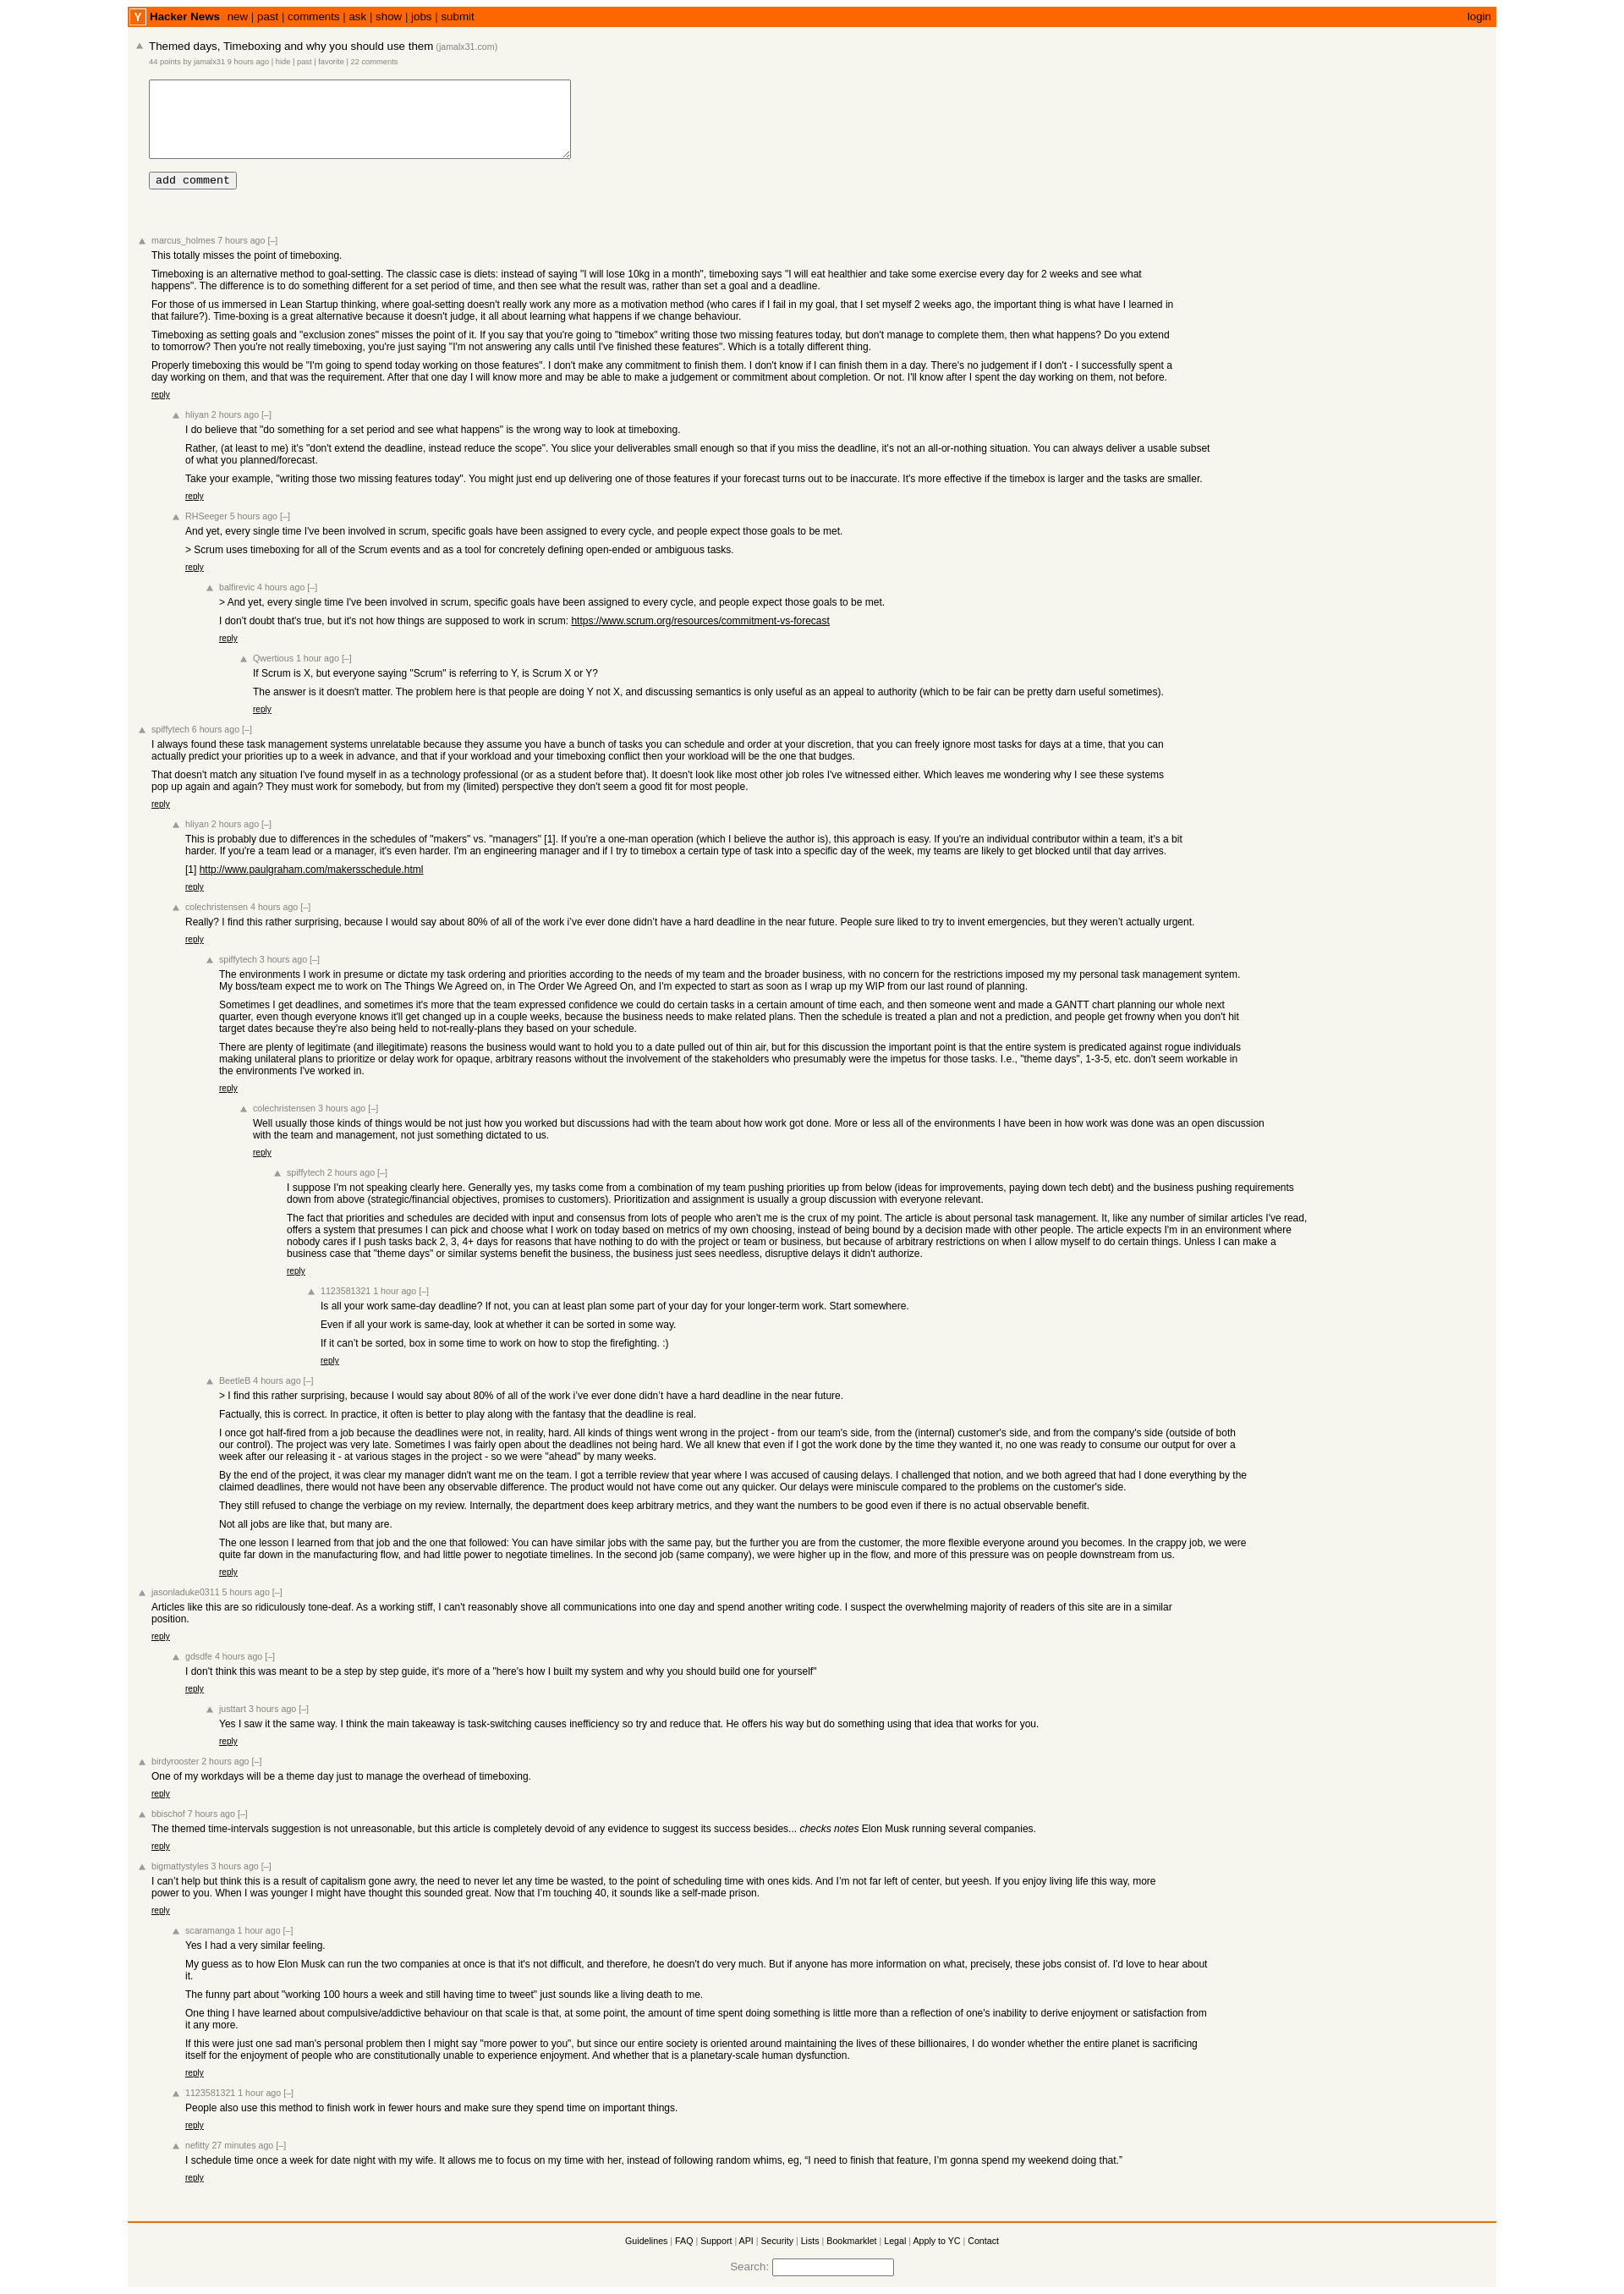 Y Hacker News new | past | comments | ask | show | jobs | submit login
Themed days, Timeboxing and why you should use them (jamalx31.com)
44 points by jamalx31 9 hours ago | hide | past | favorite | 22 comments
add comment
marcus_holmes 7 hours ago [–]
This totally misses the point of timeboxing.
Timeboxing is an alternative method to goal-setting. The classic case is diets: instead of saying "I will lose 10kg in a month", timeboxing says "I will eat healthier and take some exercise every day for 2 weeks and see what
happens". The difference is to do something different for a set period of time, and then see what the result was, rather than set a goal and a deadline.
For those of us immersed in Lean Startup thinking, where goal-setting doesn't really work any more as a motivation method (who cares if I fail in my goal, that I set myself 2 weeks ago, the important thing is what have I learned in
that failure?). Time-boxing is a great alternative because it doesn't judge, it all about learning what happens if we change behaviour.
Timeboxing as setting goals and "exclusion zones" misses the point of it. If you say that you're going to "timebox" writing those two missing features today, but don't manage to complete them, then what happens? Do you extend
to tomorrow? Then you're not really timeboxing, you're just saying "I'm not answering any calls until I've finished these features". Which is a totally different thing.
Properly timeboxing this would be "I'm going to spend today working on those features". I don't make any commitment to finish them. I don't know if I can finish them in a day. There's no judgement if I don't - I successfully spent a
day working on them, and that was the requirement. After that one day I will know more and may be able to make a judgement or commitment about completion. Or not. I'll know after I spent the day working on them, not before.
reply
hliyan 2 hours ago [–]
I do believe that "do something for a set period and see what happens" is the wrong way to look at timeboxing.
Rather, (at least to me) it's "don't extend the deadline, instead reduce the scope". You slice your deliverables small enough so that if you miss the deadline, it's not an all-or-nothing situation. You can always deliver a usable subset
of what you planned/forecast.
Take your example, "writing those two missing features today". You might just end up delivering one of those features if your forecast turns out to be inaccurate. It's more effective if the timebox is larger and the tasks are smaller.
reply
RHSeeger 5 hours ago [–]
And yet, every single time I've been involved in scrum, specific goals have been assigned to every cycle, and people expect those goals to be met.
> Scrum uses timeboxing for all of the Scrum events and as a tool for concretely defining open-ended or ambiguous tasks.
reply
balfirevic 4 hours ago [–]
> And yet, every single time I've been involved in scrum, specific goals have been assigned to every cycle, and people expect those goals to be met.
I don't doubt that's true, but it's not how things are supposed to work in scrum: https://www.scrum.org/resources/commitment-vs-forecast
reply
Qwertious 1 hour ago [–]
If Scrum is X, but everyone saying "Scrum" is referring to Y, is Scrum X or Y?
The answer is it doesn't matter. The problem here is that people are doing Y not X, and discussing semantics is only useful as an appeal to authority (which to be fair can be pretty darn useful sometimes).
reply
spiffytech 6 hours ago [–]
I always found these task management systems unrelatable because they assume you have a bunch of tasks you can schedule and order at your discretion, that you can freely ignore most tasks for days at a time, that you can
actually predict your priorities up to a week in advance, and that if your workload and your timeboxing conflict then your workload will be the one that budges.
That doesn't match any situation I've found myself in as a technology professional (or as a student before that). It doesn't look like most other job roles I've witnessed either. Which leaves me wondering why I see these systems
pop up again and again? They must work for somebody, but from my (limited) perspective they don't seem a good fit for most people.
reply
hliyan 2 hours ago [–]
This is probably due to differences in the schedules of "makers" vs. "managers" [1]. If you're a one-man operation (which I believe the author is), this approach is easy. If you're an individual contributor within a team, it's a bit
harder. If you're a team lead or a manager, it's even harder. I'm an engineering manager and if I try to timebox a certain type of task into a specific day of the week, my teams are likely to get blocked until that day arrives.
[1] http://www.paulgraham.com/makersschedule.html
reply
colechristensen 4 hours ago [–]
Really? I find this rather surprising, because I would say about 80% of all of the work i’ve ever done didn’t have a hard deadline in the near future. People sure liked to try to invent emergencies, but they weren’t actually urgent.
reply
spiffytech 3 hours ago [–]
The environments I work in presume or dictate my task ordering and priorities according to the needs of my team and the broader business, with no concern for the restrictions imposed my my personal task management syntem.
My boss/team expect me to work on The Things We Agreed on, in The Order We Agreed On, and I'm expected to start as soon as I wrap up my WIP from our last round of planning.
Sometimes I get deadlines, and sometimes it's more that the team expressed confidence we could do certain tasks in a certain amount of time each, and then someone went and made a GANTT chart planning our whole next
quarter, even though everyone knows it'll get changed up in a couple weeks, because the business needs to make related plans. Then the schedule is treated a plan and not a prediction, and people get frowny when you don't hit
target dates because they're also being held to not-really-plans they based on your schedule.
There are plenty of legitimate (and illegitimate) reasons the business would want to hold you to a date pulled out of thin air, but for this discussion the important point is that the entire system is predicated against rogue individuals
making unilateral plans to prioritize or delay work for opaque, arbitrary reasons without the involvement of the stakeholders who presumably were the impetus for those tasks. I.e., "theme days", 1-3-5, etc. don't seem workable in
the environments I've worked in.
reply
colechristensen 3 hours ago [–]
Well usually those kinds of things would be not just how you worked but discussions had with the team about how work got done. More or less all of the environments I have been in how work was done was an open discussion
with the team and management, not just something dictated to us.
reply
spiffytech 2 hours ago [–]
I suppose I'm not speaking clearly here. Generally yes, my tasks come from a combination of my team pushing priorities up from below (ideas for improvements, paying down tech debt) and the business pushing requirements
down from above (strategic/financial objectives, promises to customers). Prioritization and assignment is usually a group discussion with everyone relevant.
The fact that priorities and schedules are decided with input and consensus from lots of people who aren't me is the crux of my point. The article is about personal task management. It, like any number of similar articles I've read,
offers a system that presumes I can pick and choose what I work on today based on metrics of my own choosing, instead of being bound by a decision made with other people. The article expects I'm in an environment where
nobody cares if I push tasks back 2, 3, 4+ days for reasons that have nothing to do with the project or team or business, but because of arbitrary restrictions on when I allow myself to do certain things. Unless I can make a
business case that "theme days" or similar systems benefit the business, the business just sees needless, disruptive delays it didn't authorize.
reply
1123581321 1 hour ago [–]
Is all your work same-day deadline? If not, you can at least plan some part of your day for your longer-term work. Start somewhere.
Even if all your work is same-day, look at whether it can be sorted in some way.
If it can’t be sorted, box in some time to work on how to stop the firefighting. :)
reply
BeetleB 4 hours ago [–]
> I find this rather surprising, because I would say about 80% of all of the work i’ve ever done didn’t have a hard deadline in the near future.
Factually, this is correct. In practice, it often is better to play along with the fantasy that the deadline is real.
I once got half-fired from a job because the deadlines were not, in reality, hard. All kinds of things went wrong in the project - from our team's side, from the (internal) customer's side, and from the company's side (outside of both
our control). The project was very late. Sometimes I was fairly open about the deadlines not being hard. We all knew that even if I got the work done by the time they wanted it, no one was ready to consume our output for over a
week after our releasing it - at various stages in the project - so we were "ahead" by many weeks.
By the end of the project, it was clear my manager didn't want me on the team. I got a terrible review that year where I was accused of causing delays. I challenged that notion, and we both agreed that had I done everything by the
claimed deadlines, there would not have been any observable difference. The product would not have come out any quicker. Our delays were miniscule compared to the problems on the customer's side.
They still refused to change the verbiage on my review. Internally, the department does keep arbitrary metrics, and they want the numbers to be good even if there is no actual observable benefit.
Not all jobs are like that, but many are.
The one lesson I learned from that job and the one that followed: You can have similar jobs with the same pay, but the further you are from the customer, the more flexible everyone around you becomes. In the crappy job, we were
quite far down in the manufacturing flow, and had little power to negotiate timelines. In the second job (same company), we were higher up in the flow, and more of this pressure was on people downstream from us.
reply
jasonladuke0311 5 hours ago [–]
Articles like this are so ridiculously tone-deaf. As a working stiff, I can't reasonably shove all communications into one day and spend another writing code. I suspect the overwhelming majority of readers of this site are in a similar
position.
reply
gdsdfe 4 hours ago [–]
I don't think this was meant to be a step by step guide, it's more of a "here's how I built my system and why you should build one for yourself"
reply
justtart 3 hours ago [–]
Yes I saw it the same way. I think the main takeaway is task-switching causes inefficiency so try and reduce that. He offers his way but do something using that idea that works for you.
reply
birdyrooster 2 hours ago [–]
One of my workdays will be a theme day just to manage the overhead of timeboxing.
reply
bbischof 7 hours ago [–]
The themed time-intervals suggestion is not unreasonable, but this article is completely devoid of any evidence to suggest its success besides... checks notes Elon Musk running several companies.
reply
bigmattystyles 3 hours ago [–]
I can’t help but think this is a result of capitalism gone awry, the need to never let any time be wasted, to the point of scheduling time with ones kids. And I’m not far left of center, but yeesh. If you enjoy living life this way, more
power to you. When I was younger I might have thought this sounded great. Now that I’m touching 40, it sounds like a self-made prison.
reply
scaramanga 1 hour ago [–]
Yes I had a very similar feeling.
My guess as to how Elon Musk can run the two companies at once is that it's not difficult, and therefore, he doesn't do very much. But if anyone has more information on what, precisely, these jobs consist of. I'd love to hear about
it.
The funny part about "working 100 hours a week and still having time to tweet" just sounds like a living death to me.
One thing I have learned about compulsive/addictive behaviour on that scale is that, at some point, the amount of time spent doing something is little more than a reflection of one's inability to derive enjoyment or satisfaction from
it any more.
If this were just one sad man's personal problem then I might say "more power to you", but since our entire society is oriented around maintaining the lives of these billionaires, I do wonder whether the entire planet is sacrificing
itself for the enjoyment of people who are constitutionally unable to experience enjoyment. And whether that is a planetary-scale human dysfunction.
reply
1123581321 1 hour ago [–]
People also use this method to finish work in fewer hours and make sure they spend time on important things.
reply
nefitty 27 minutes ago [–]
I schedule time once a week for date night with my wife. It allows me to focus on my time with her, instead of following random whims, eg, “I need to finish that feature, I’m gonna spend my weekend doing that.”
reply
Guidelines | FAQ | Support | API | Security | Lists | Bookmarklet | Legal | Apply to YC | Contact
Search: